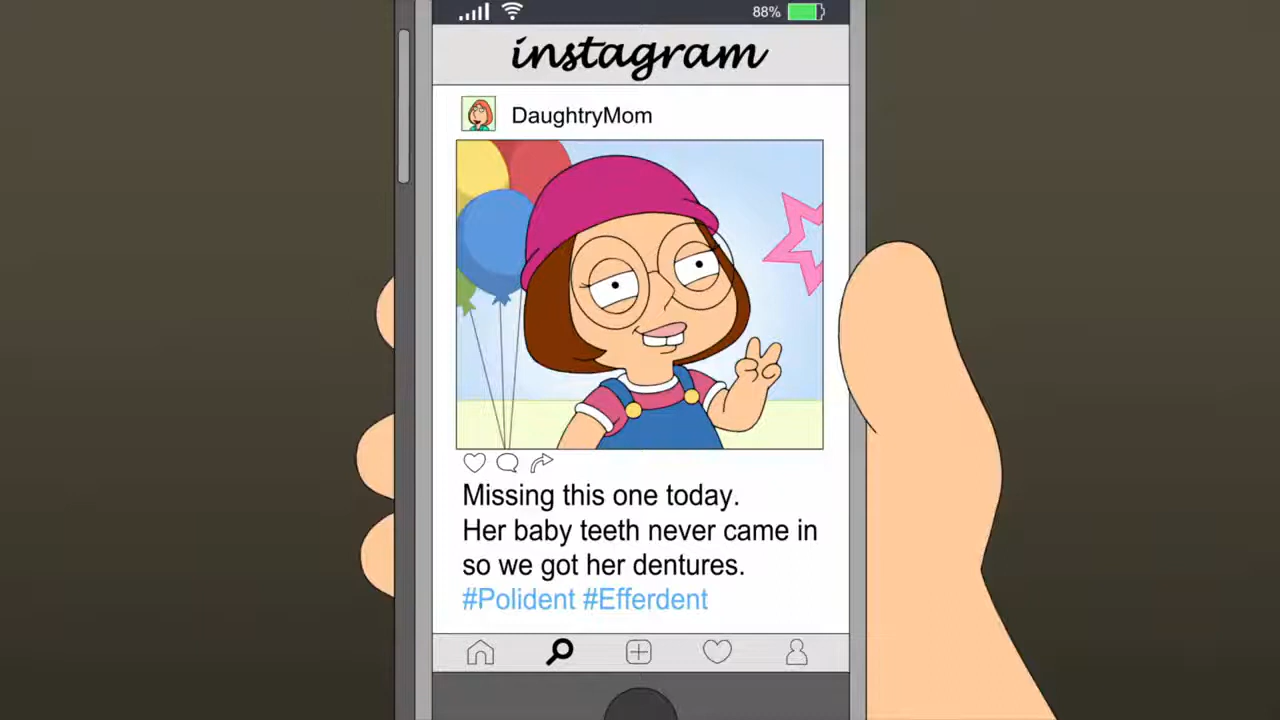 88%
instagram
DaughtryMom
Missing this one today.
Her baby teeth never came in
so we got her dentures.
#Polident #Efferdent